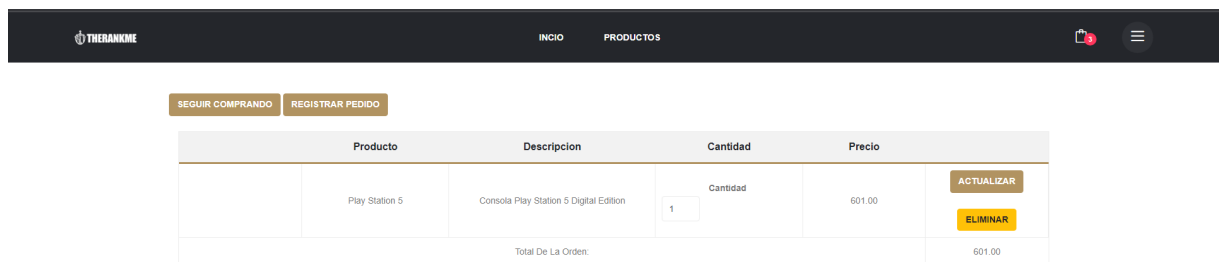 THERANKME
INCIO PRODUCTOS
3
SEGUIR COMPRANDO REGISTRAR PEDIDO
Producto Descripcion Cantidad Precio
Play Station 5 Consola Play Station 5 Digital Edition Cantidad 601.00 ACTUALIZAR
1
ELIMINAR
Total De La Orden: 601.00